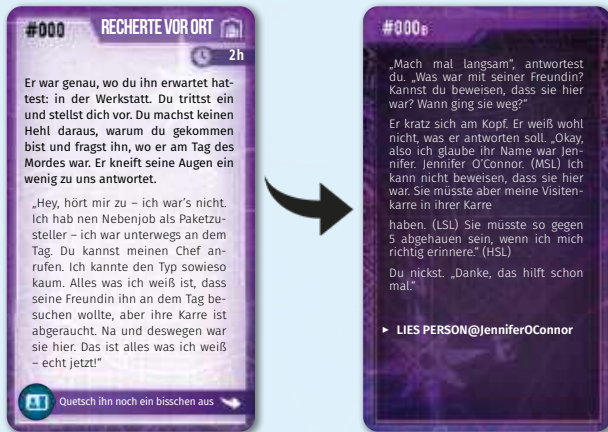 #000
RECHERTE VOR ORT
2h
Er war genau, wo du ihn erwartet hat-
test: in der Werkstatt. Du trittst ein
und stellst dich vor. Du machst keinen
Hehl daraus, warum du gekommen
bist und fragst ihn, wo er am Tag des
Mordes war. Er kneift seine Augen ein
wenig zu uns antwortet.
„Hey, hört mir zu – ich war's nicht.
Ich hab nen Nebenjob als Paketzu-
steller – ich war unterwegs an dem
Tag. Du kannst meinen Chef an-
rufen. Ich kannte den Typ sowieso
kaum. Alles was ich weiß ist, dass
seine Freundin ihn an dem Tag be-
suchen wollte, aber ihre Karre ist
abgeraucht. Na und deswegen war
sie hier. Das ist alles was ich weiß
– echt jetzt!“
Quetsch ihn noch ein bisschen aus
#000B
„Mach mal langsam“, antwortest
du. „Was war mit seiner Freundin?
Kannst du beweisen, dass sie hier
war? Wann ging sie weg?“
Er kratz sich am Kopf. Er weiß wohl
nicht, was er antworten soll. „Okay,
also ich glaube ihr Name war Jen-
nifer. Jennifer O'Connor. (MSL) Ich
kann nicht beweisen, dass sie hier
war. Sie müsste aber meine Visiten-
karre in ihrer Karre
haben. (LSL) Sie müsste so gegen
5 abgehauen sein, wenn ich mich
richtig erinnere.“ (HSL)
Du nickst. „Danke, das hilft schon
mal.“
► LIES PERSON@JenniferOConnor